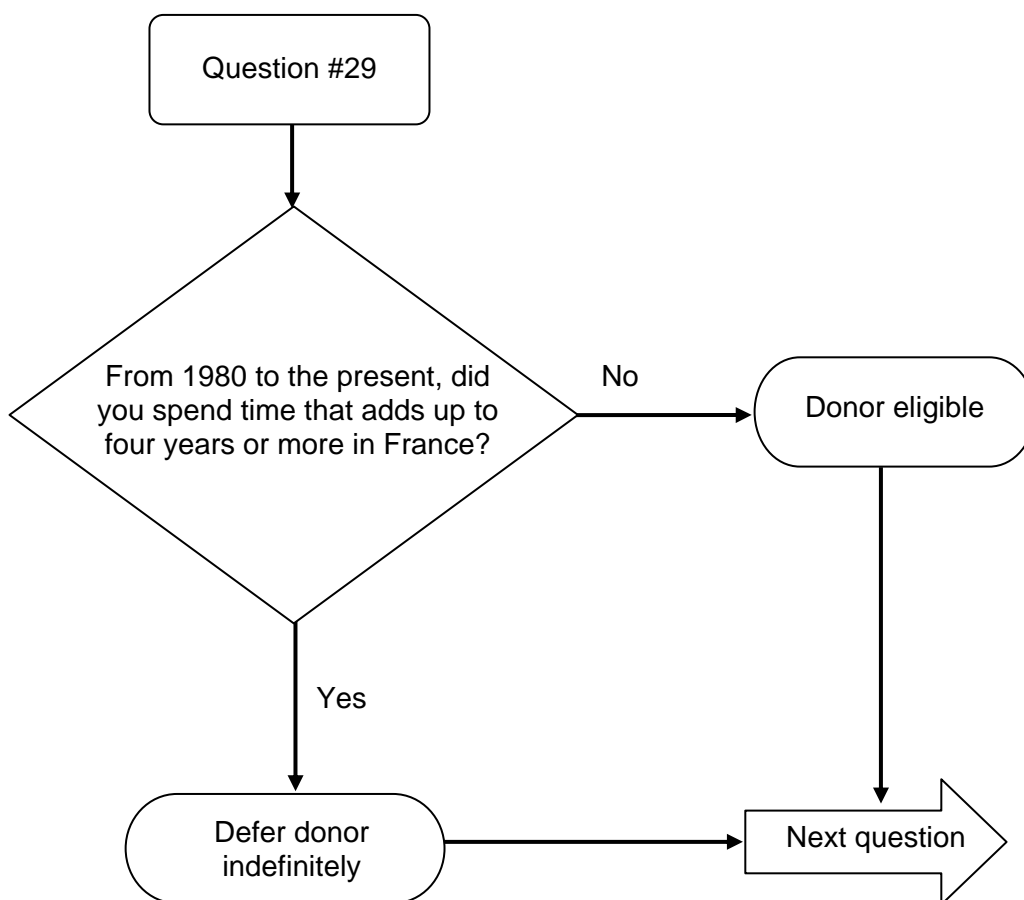 Question #29
From 1980 to the present, did
you spend time that adds up to
four years or more in France?
No
Donor eligible
Yes
Defer donor
indefinitely
Next question